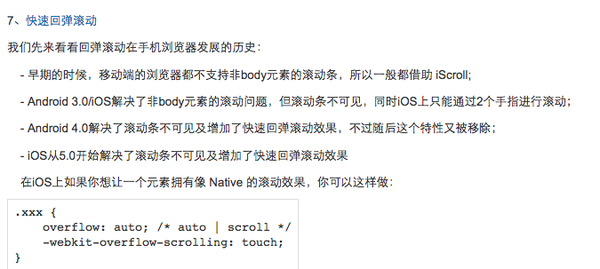 7、快速回弹滚动
我们先来看看回弹滚动在手机浏览器发展的历史：
- 早期的时候，移动端的浏览器都不支持非body元素的滚动条，所以一般都借助 iScroll;
- Android 3.0/iOS解决了非body元素的滚动问题，但滚动条不可见，同时iOS上只能通过2个手指进行滚动；
- Android 4.0解决了滚动条不可见及增加了快速回弹滚动效果，不过随后这个特性又被移除；
- iOS从5.0开始解决了滚动条不可见及增加了快速回弹滚动效果
在iOS上如果你想让一个元素拥有像 Native 的滚动效果，你可以这样做：
.xxx {
overflow: auto; /* auto | scroll */
-webkit-overflow-scrolling: touch;
}